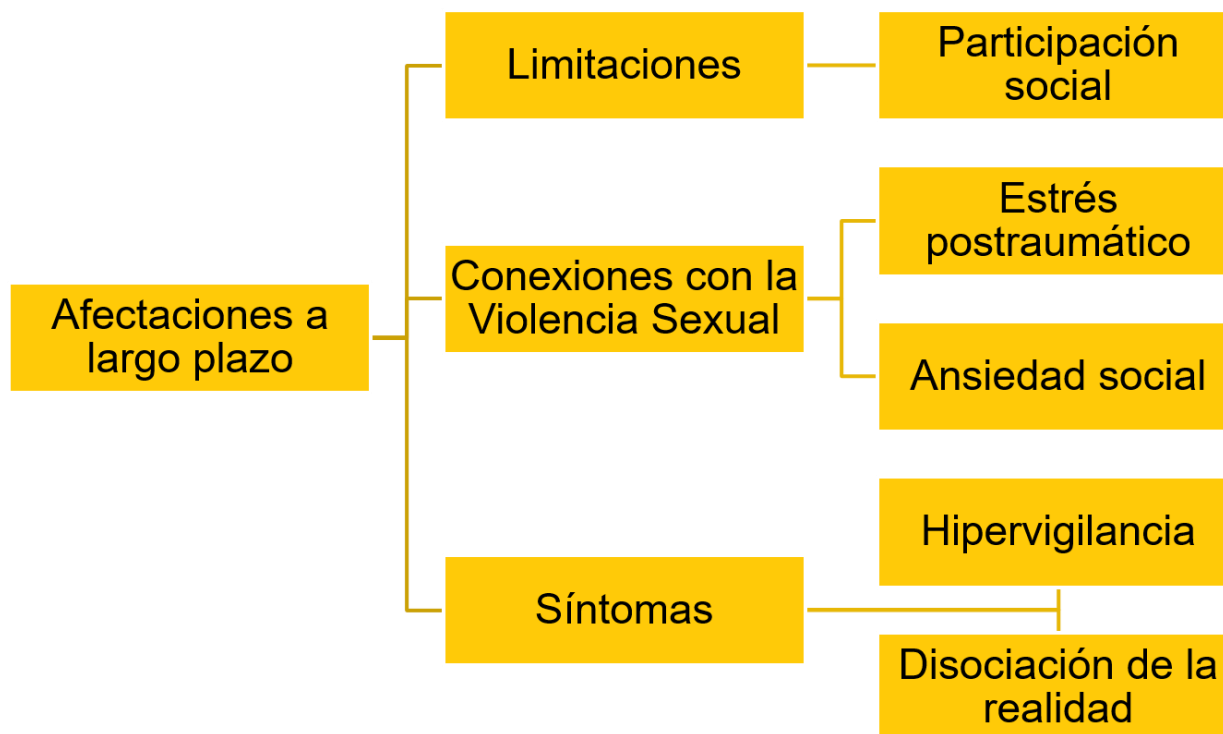 Afectaciones a
largo plazo
Limitaciones
Participación
social
Conexiones con la
Violencia Sexual
Estrés
postraumático
Ansiedad social
Síntomas
Hipervigilancia
Disociación de la
realidad